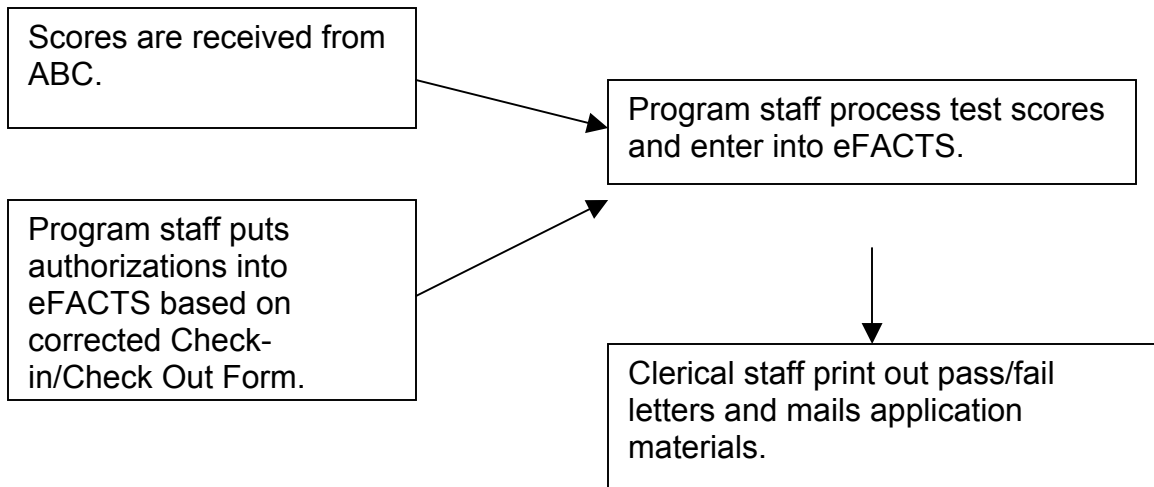 Scores are received from
ABC.
Program staff process test scores
and enter into eFACTS.
Program staff puts
authorizations into
eFACTS based on
corrected Check-
in/Check Out Form.
Clerical staff print out pass/fail
letters and mails application
materials.